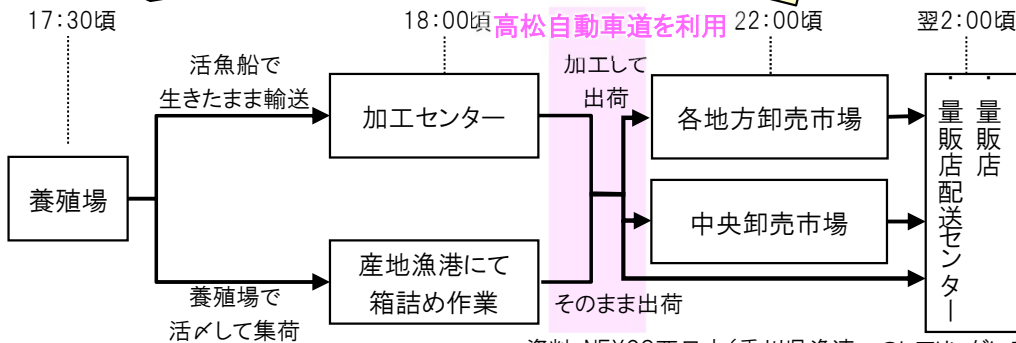 17:30頃
18:00頃
高松自動車道を利用
22:00頃
翌2:00頃
活魚船で
生きたまま輸送
加工して
出荷
養殖場
加工センター
各地方卸売市場
中央卸売市場
・量販店
・量販店配送センター
産地漁港にて
箱詰め作業
養殖場で
活〆して集荷
そのまま出荷